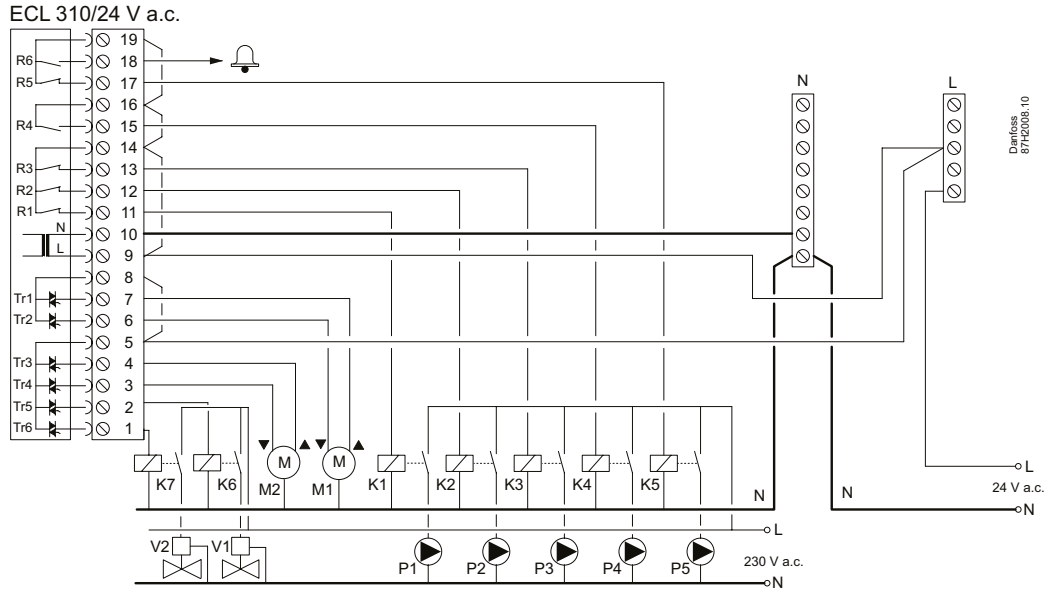 ECL 310/24 V a.c.
19
R6 18
R5 17
16
R4 15
14
R3 13
R2 12
R1 11
N 10
L 9
8
Tr1 7
Tr2 6
5
Tr3 4
Tr4 3
Tr5 2
Tr6 1
N
L
Danfoss
87H2008.10
K7 K6 M M2 M M1 K1 K2 K3 K4 K5
N N
L
24 V a.c.
N
L
V2 V1 P1 P2 P3 P4 P5
230 V a.c.
N